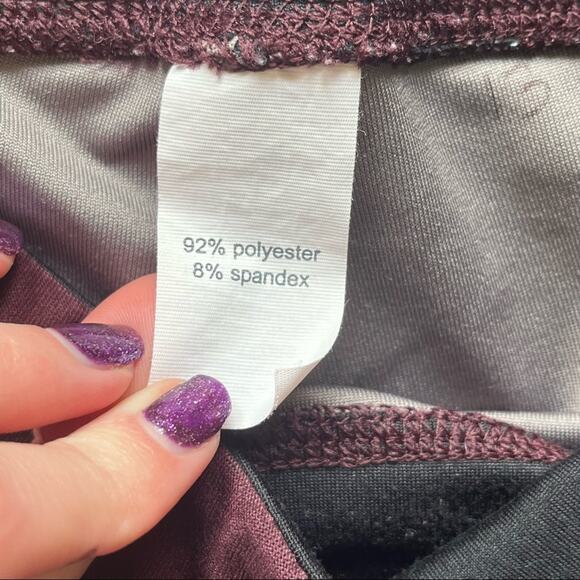 92% polyester
8% spandex